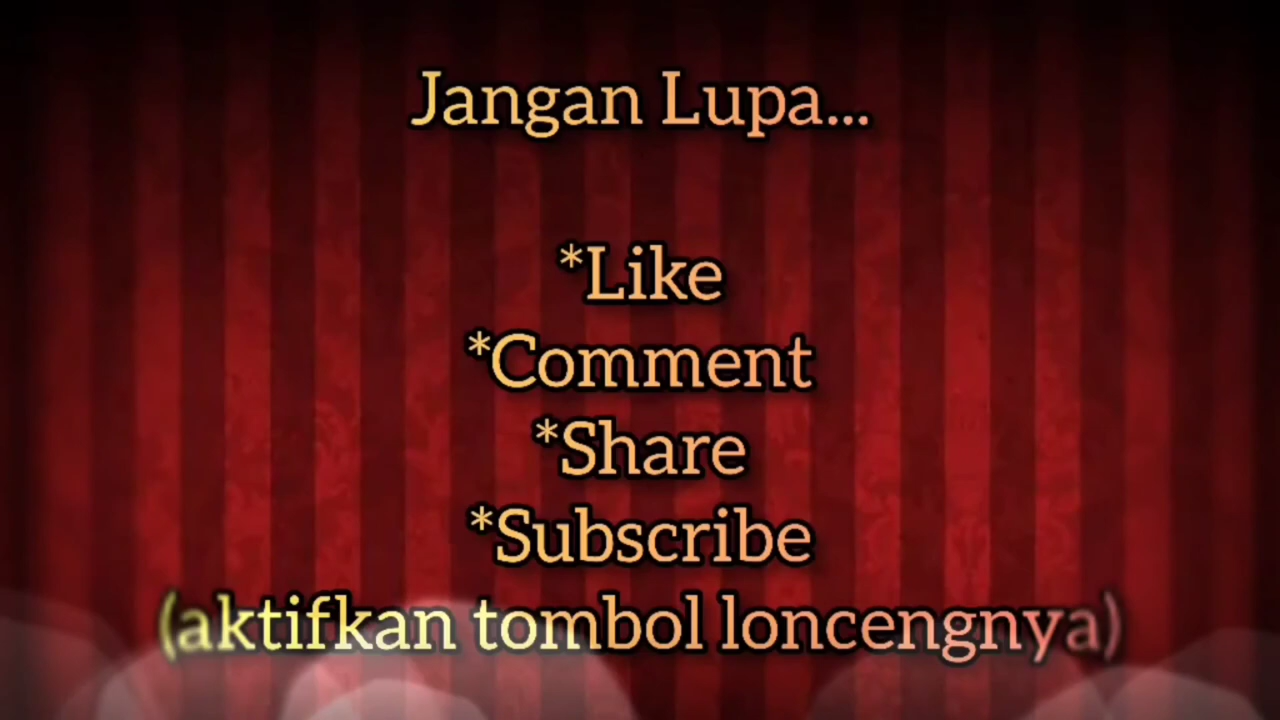 Jangan Lupa...
*Like
*Comment
*Share
*Subscribe
(aktifkan tombol loncengnya)